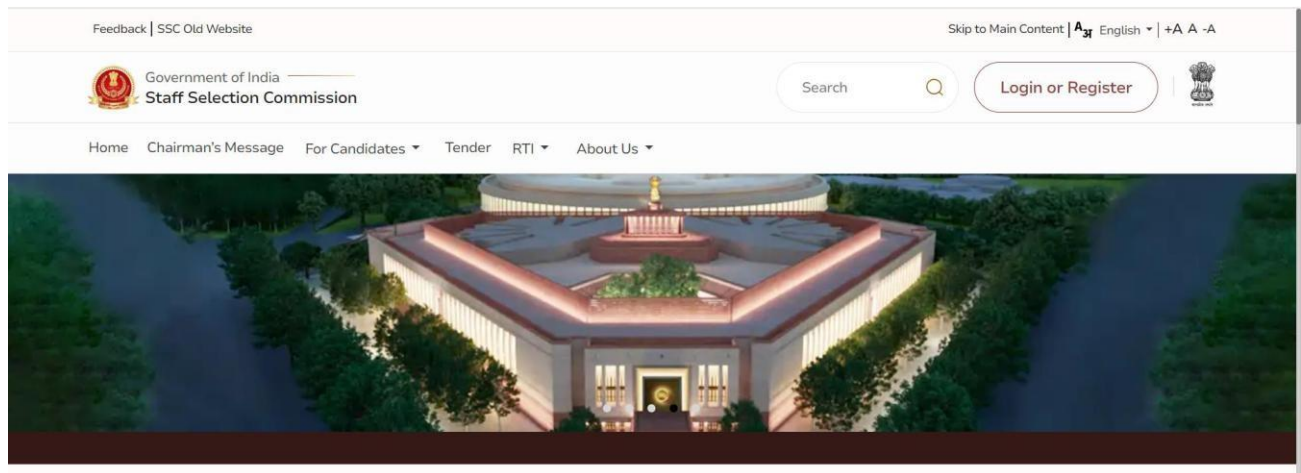 Feedback | SSC Old Website
Skip to Main Content | Aअ English | +A A -A
Government of India
Staff Selection Commission
Search
Login or Register
Home Chairman's Message For Candidates Tender RTI About Us